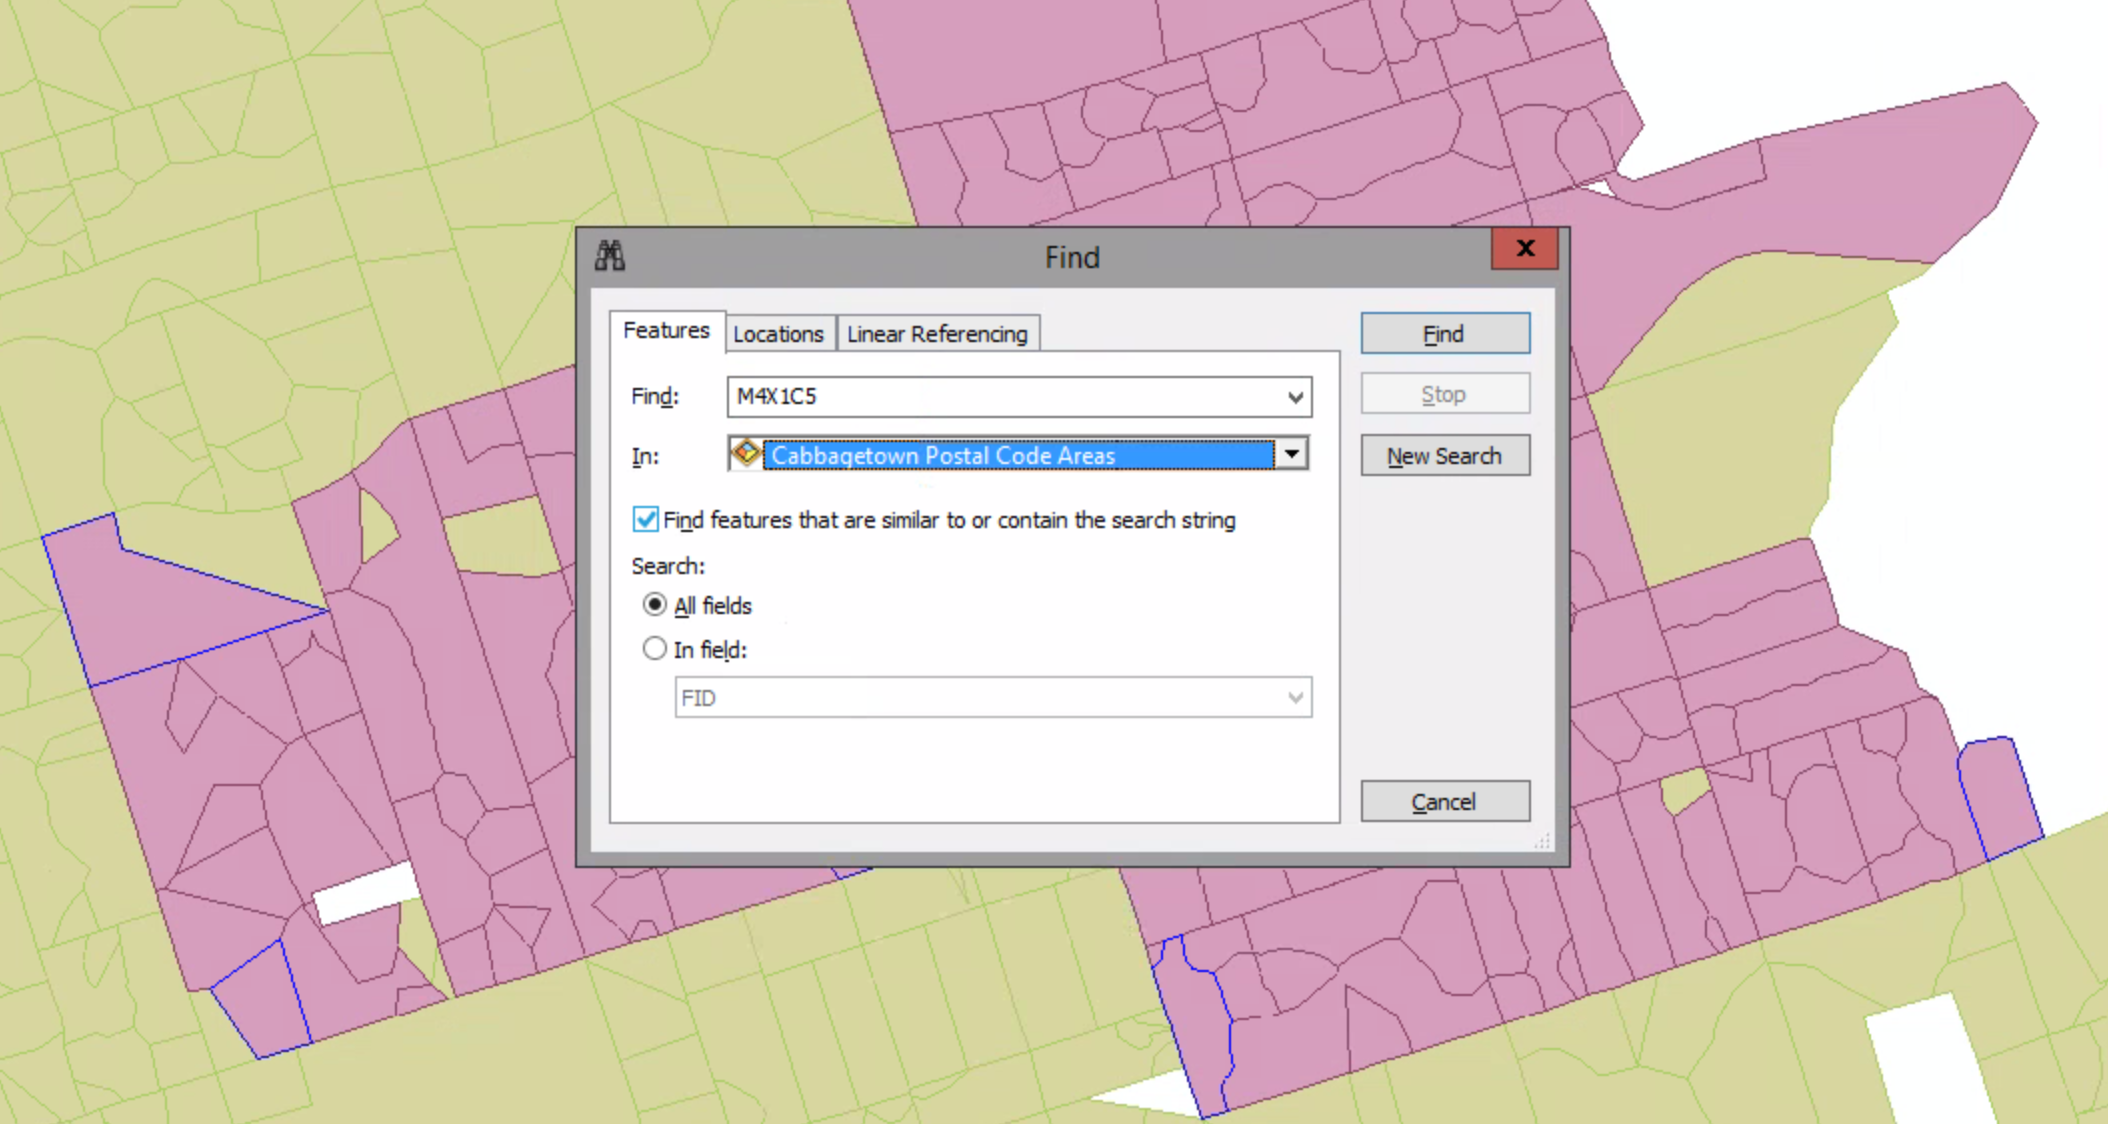 Find
x
Features
Locations
Linear Referencing
Find
Find:
M4X1C5
Stop
In:
Cabbagetown Postal Code Areas
New Search
Find features that are similar to or contain the search string
Search:
All fields
In field:
FID
Cancel